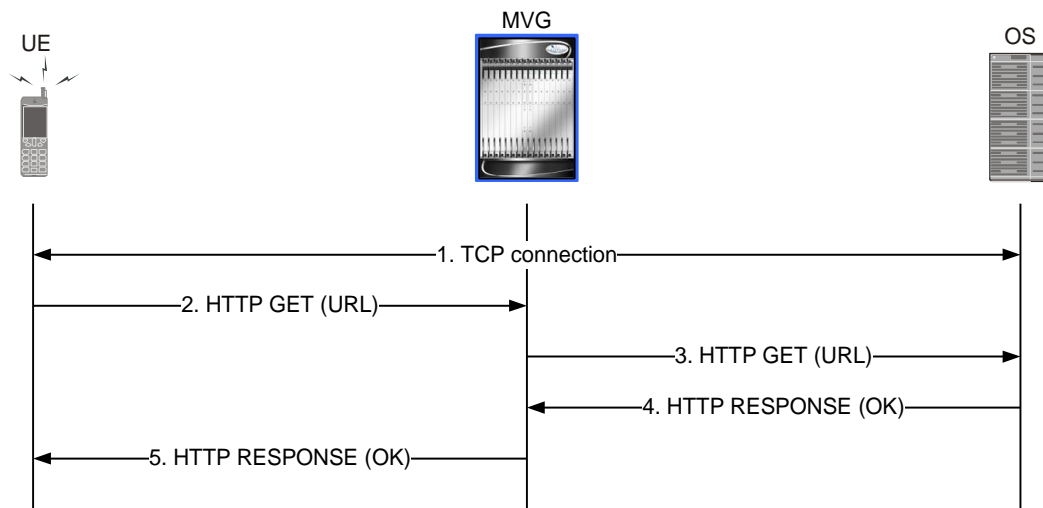 MVG
UE
OS
1. TCP connection
2. HTTP GET (URL)
3. HTTP GET (URL)
4. HTTP RESPONSE (OK)
5. HTTP RESPONSE (OK)